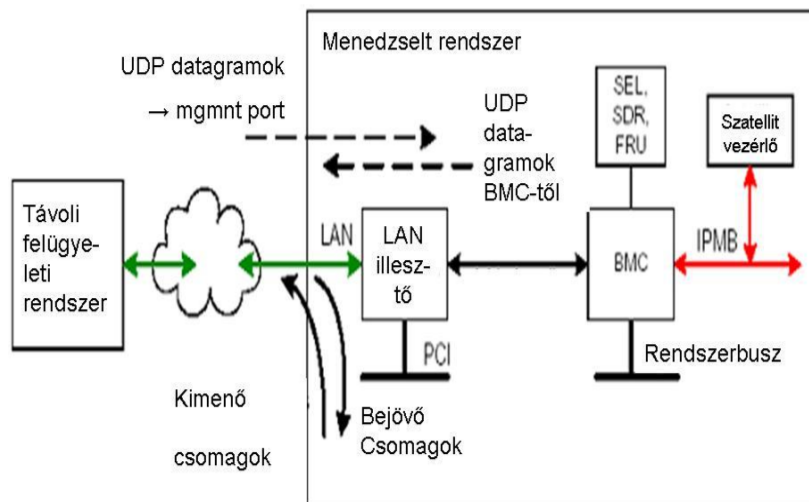 Menedzselt rendszer
UDP datagramok
→ mgmnt port
UDP
data-
gramok
BMC-től
SEL,
SDR,
FRU
Szatellit
vezérlő
Távoli
felügye-
leti
rendszer
LAN
LAN
illesz-
tő
BMC
IPMB
PCI
Rendszerbusz
Kimenő
csomagok
Bejövő
Csomagok